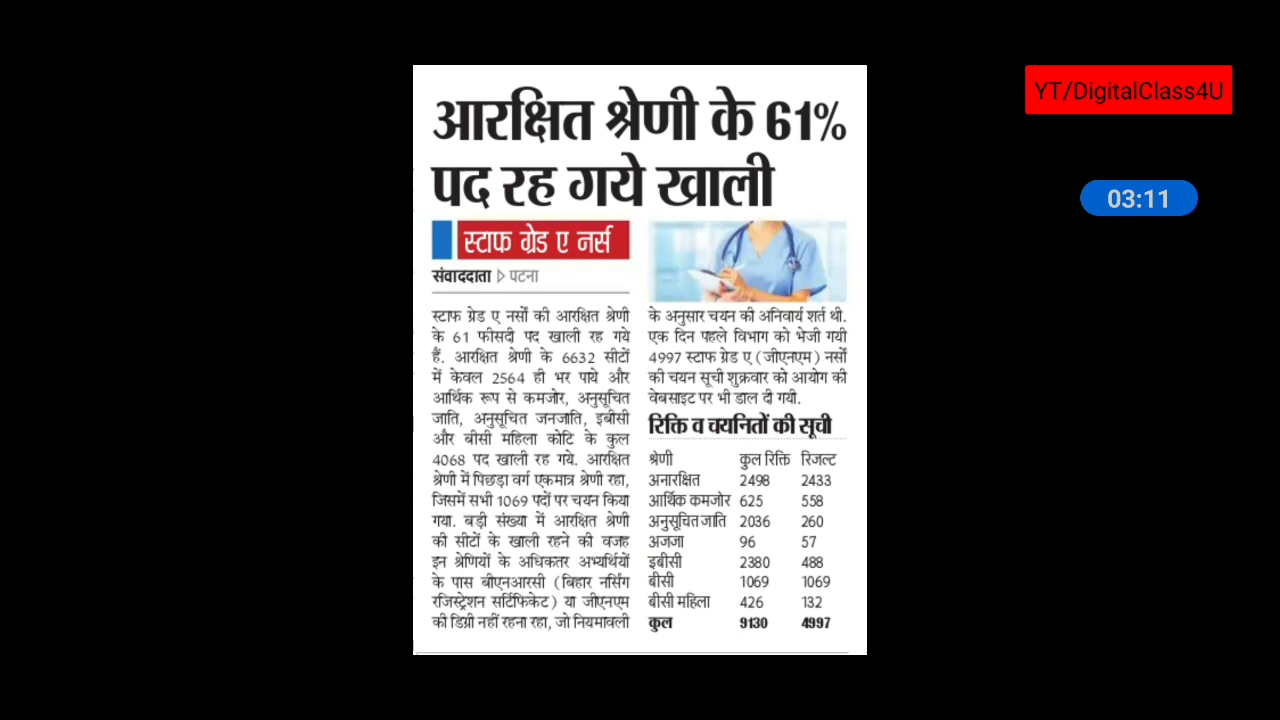 आरक्षित श्रेणी के 61%
पद रह गये खाली
स्टाफ ग्रेड ए नर्स
संवाददाता ▷ पटना
स्टाफ ग्रेड ए नर्सों की आरक्षित श्रेणी
के 61 फीसदी पद खाली रह गये
हैं. आरक्षित श्रेणी के 6632 सीटों
में केवल 2564 ही भर पाये और
आर्थिक रूप से कमजोर, अनुसूचित
जाति, अनुसूचित जनजाति, इबीसी
और बीसी महिला कोटि के कुल
4068 पद खाली रह गये. आरक्षित
श्रेणी में पिछड़ा वर्ग एकमात्र श्रेणी रहा,
जिसमें सभी 1069 पदों पर चयन किया
गया. बड़ी संख्या में आरक्षित श्रेणी
की सीटों के खाली रहने की वजह
इन श्रेणियों के अधिकतर अभ्यर्थियों
के पास बीएनआरसी (बिहार नर्सिंग
रजिस्ट्रेशन सर्टिफिकेट) या जीएनएम
की डिग्री नहीं रहना रहा, जो नियमावली
के अनुसार चयन की अनिवार्य शर्त थी.
एक दिन पहले विभाग को भेजी गयी
4997 स्टाफ ग्रेड ए (जीएनएम) नर्सों
की चयन सूची शुक्रवार को आयोग की
वेबसाइट पर भी डाल दी गयी.
रिक्ति व चयनितों की सूची
श्रेणी कुल रिक्ति रिजल्ट
अनारक्षित 2498 2433
आर्थिक कमजोर 625 558
अनुसूचित जाति 2036 260
अजजा 96 57
इबीसी 2380 488
बीसी 1069 1069
बीसी महिला 426 132
कुल 9130 4997
YT/DigitalClass4U
03:11